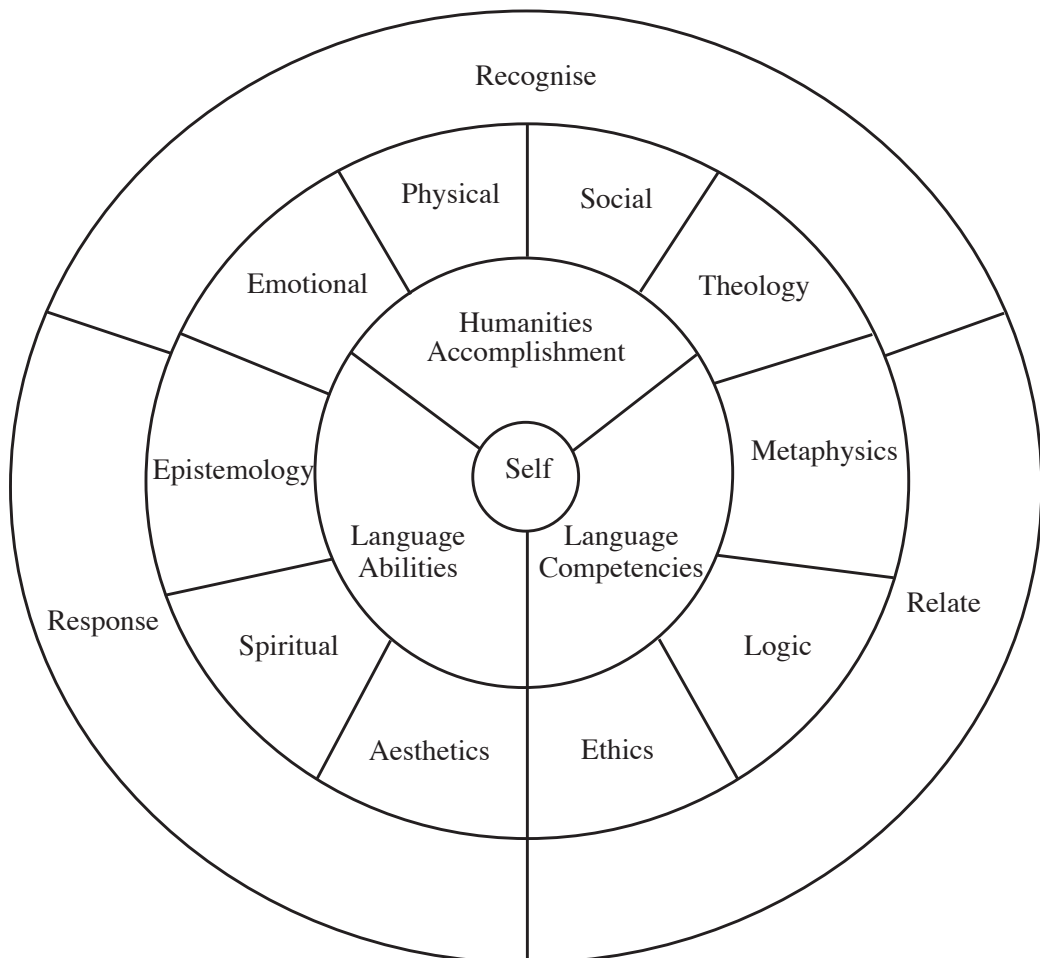 Recognise
Physical
Social
Emotional
Theology
Humanities
Accomplishment
Epistemology
Self
Metaphysics
Language
Abilities
Language
Competencies
Response
Relate
Spiritual
Logic
Aesthetics
Ethics